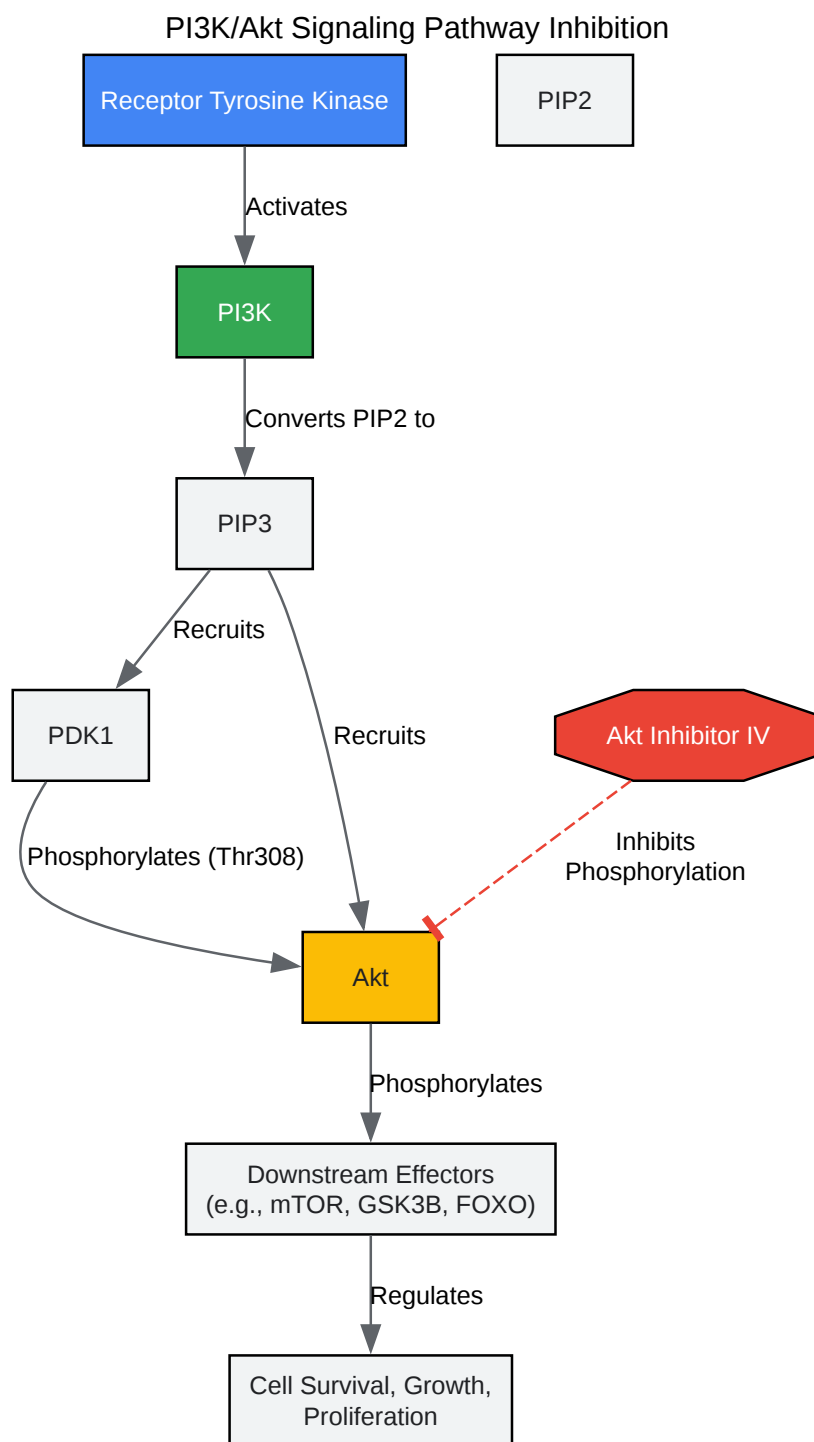 PI3K/Akt Signaling Pathway Inhibition
Receptor Tyrosine Kinase
PIP2
Activates
PI3K
Converts PIP2 to
PIP3
Recruits
PDK1
Recruits
Akt Inhibitor IV
Phosphorylates (Thr308)
Inhibits
Phosphorylation
Akt
Phosphorylates
Downstream Effectors
(e.g., mTOR, GSK3B, FOXO)
Regulates
Cell Survival, Growth,
Proliferation